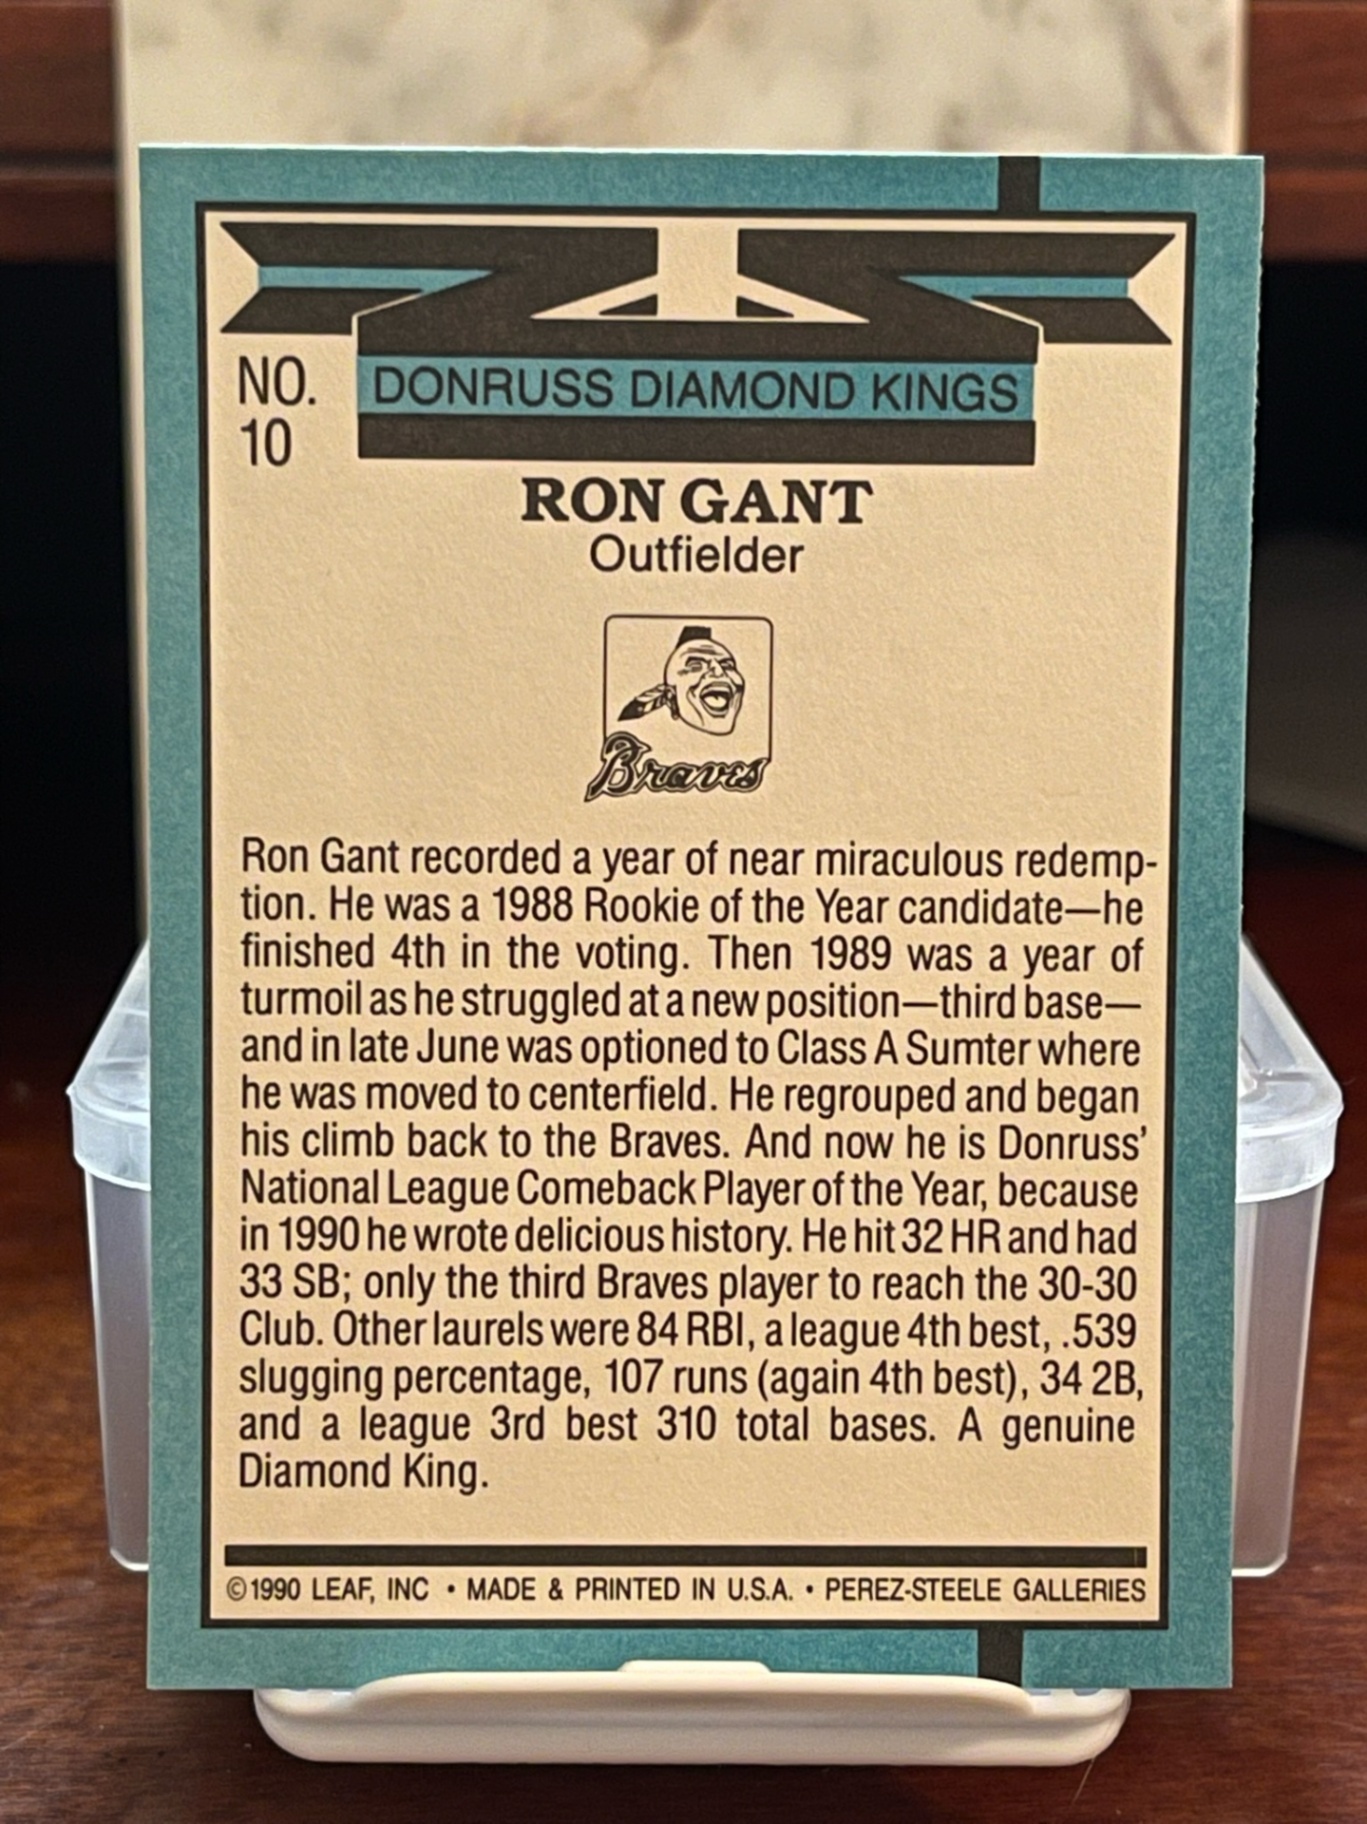 NO.
10
DONRUSS DIAMOND KINGS
RON GANT
Outfielder
Braves
Ron Gant recorded a year of near miraculous redemp-
tion. He was a 1988 Rookie of the Year candidate—he
finished 4th in the voting. Then 1989 was a year of
turmoil as he struggled at a new position—third base—
and in late June was optioned to Class A Sumter where
he was moved to centerfield. He regrouped and began
his climb back to the Braves. And now he is Donruss'
National League Comeback Player of the Year, because
in 1990 he wrote delicious history. He hit 32 HR and had
33 SB; only the third Braves player to reach the 30-30
Club. Other laurels were 84 RBI, a league 4th best, .539
slugging percentage, 107 runs (again 4th best), 34 2B,
and a league 3rd best 310 total bases. A genuine
Diamond King.
©1990 LEAF, INC • MADE & PRINTED IN U.S.A. • PEREZ-STEELE GALLERIES